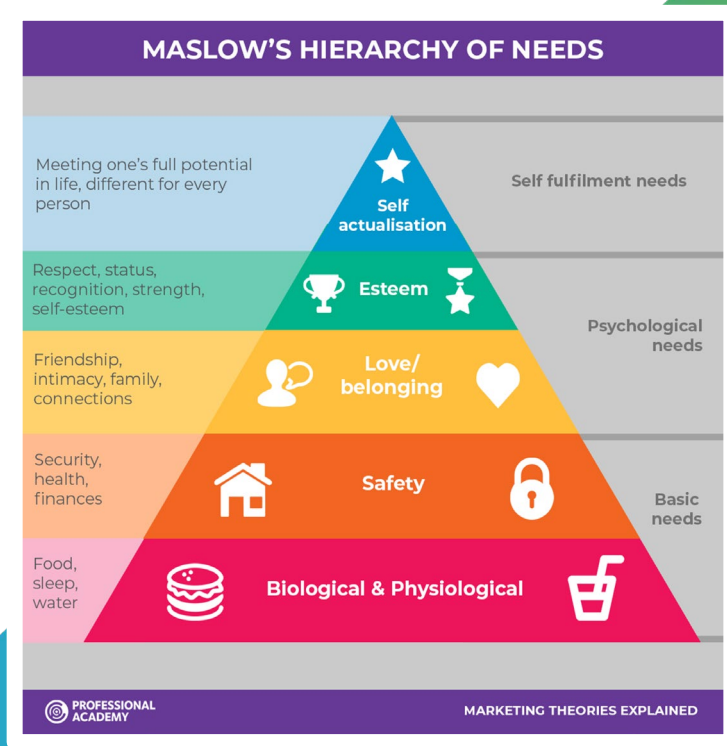 MASLOW'S HIERARCHY OF NEEDS
Meeting one's full potential
in life, different for every
person
Self
actualisation
Self fulfilment needs
Respect, status,
recognition, strength,
self-esteem
Esteem
Psychological
needs
Friendship,
intimacy, family,
connections
Love/
belonging
Security,
health,
finances
Safety
Basic
needs
Food,
sleep,
water
Biological & Physiological
PROFESSIONAL
ACADEMY
MARKETING THEORIES EXPLAINED